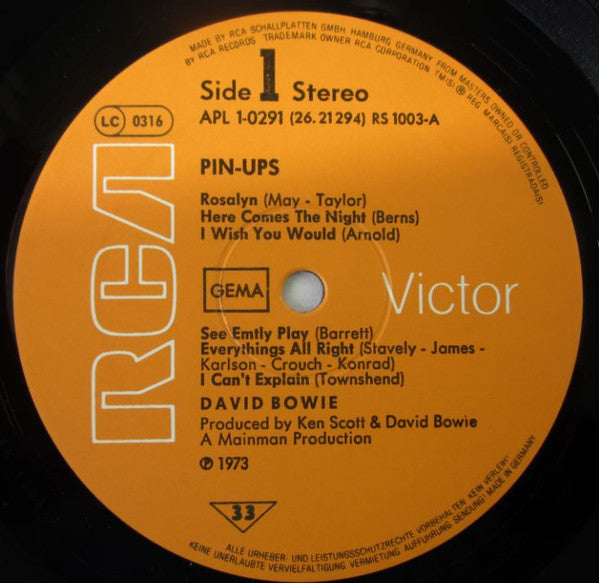 MADE BY RCA SCHALLPLATTEN GMBH, HAMBURG, GERMANY, FROM MASTERS OWNED OR CONTROLLED
BY RCA RECORDS TRADEMARK OWNER RCA CORPORATION TM(S) ® REG. MARCA(S) REGISTRADA(S)
Side 1 Stereo
APL 1-0291 (26.21294) RS 1003-A
LC 0316
RCA
PIN-UPS
Rosalyn (May - Taylor)
Here Comes The Night (Berns)
I Wish You Would (Arnold)
GEMA
Victor
See Emtly Play (Barrett)
Everythings All Right (Stavely - James -
Karlson - Crouch - Konrad)
I Can't Explain (Townshend)
DAVID BOWIE
Produced by Ken Scott & David Bowie
A Mainman Production
℗ 1973
33
ALLE URHEBER- UND LEISTUNGSSCHUTZRECHTE VORBEHALTEN. KEIN VERLEIH!
KEINE UNERLAUBTE VERVIELFÄLTIGUNG, VERMIETUNG, AUFFÜHRUNG, SENDUNG! MADE IN GERMANY